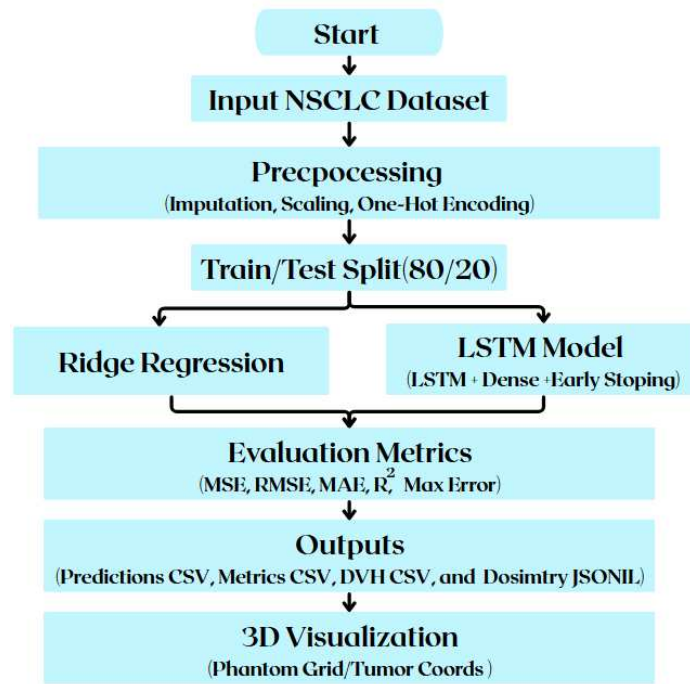 Start
Input NSCLC Dataset
Precpocessing
(Imputation, Scaling, One-Hot Encoding)
Train/Test Split(80/20)
Ridge Regression
LSTM Model
(LSTM + Dense +Early Stoping)
Evaluation Metrics
(MSE, RMSE, MAE, R,² Max Error)
Outputs
(Predictions CSV, Metrics CSV, DVH CSV, and Dosimtry JSONIL)
3D Visualization
(Phantom Grid/Tumor Coords )